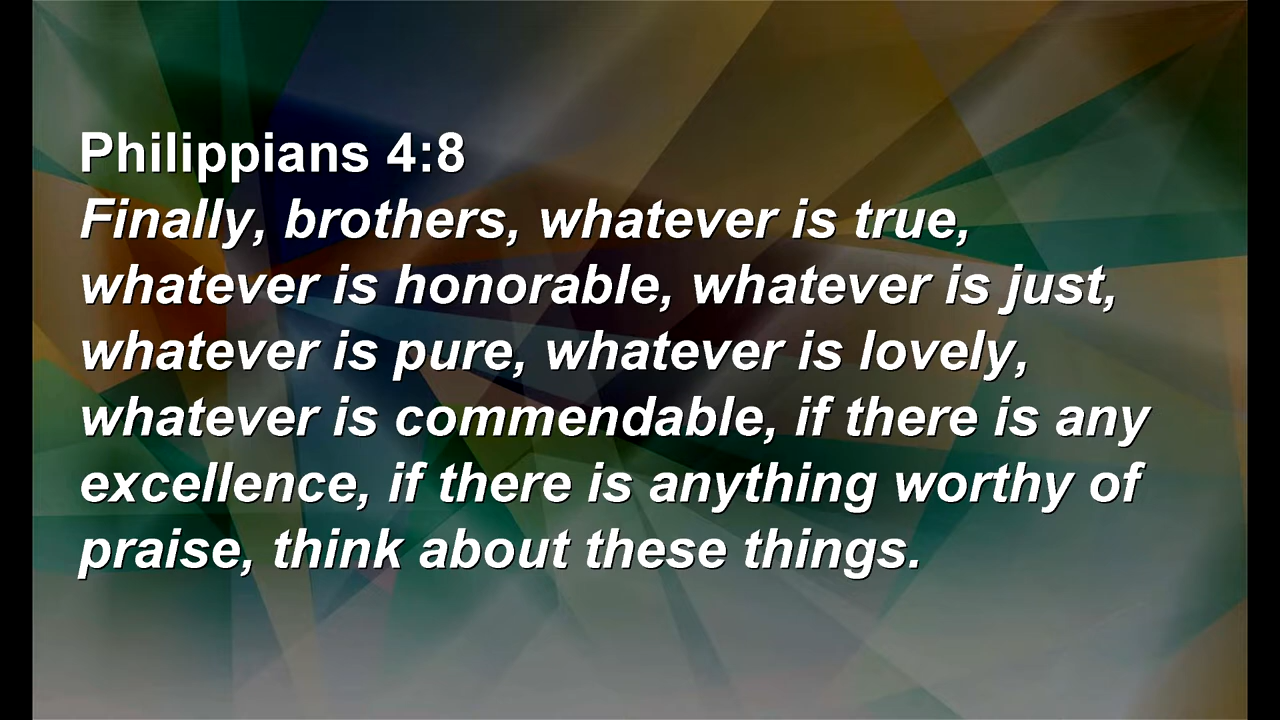 Philippians 4:8
Finally, brothers, whatever is true,
whatever is honorable, whatever is just,
whatever is pure, whatever is lovely,
whatever is commendable, if there is any
excellence, if there is anything worthy of
praise, think about these things.